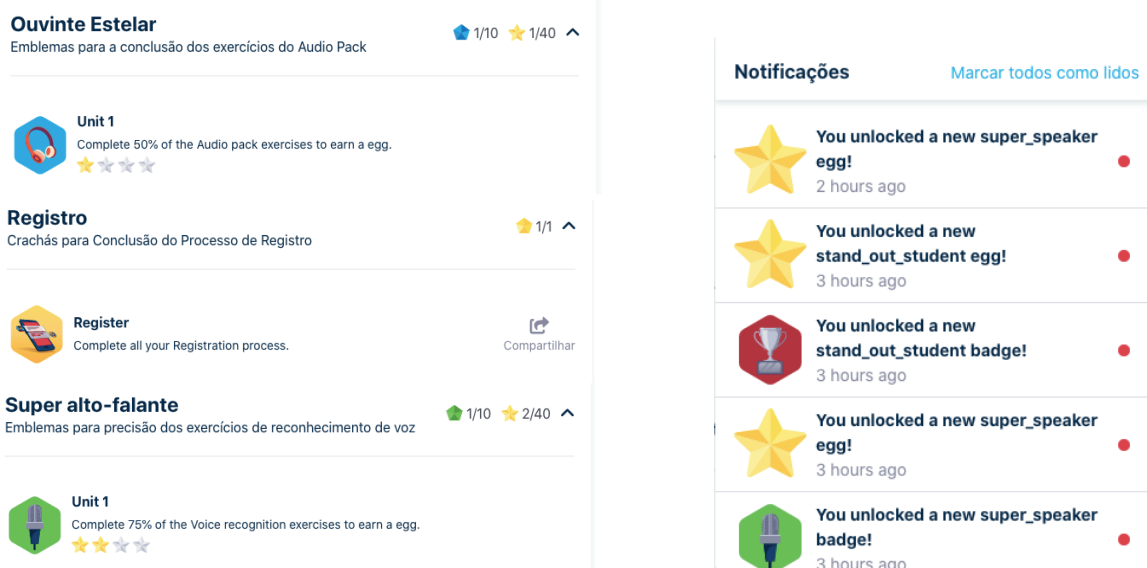 Ouvinte Estelar
1/10 1/40
Emblemas para a conclusão dos exercícios do Audio Pack
Unit 1
Complete 50% of the Audio pack exercises to earn a egg.
Registro
1/1
Crachás para Conclusão do Processo de Registro
Register
Complete all your Registration process.
Compartilhar
Super alto-falante
1/10 2/40
Emblemas para precisão dos exercícios de reconhecimento de voz
Unit 1
Complete 75% of the Voice recognition exercises to earn a egg.
Notificações
Marcar todos como lidos
You unlocked a new super_speaker
egg!
2 hours ago
You unlocked a new
stand_out_student egg!
3 hours ago
You unlocked a new
stand_out_student badge!
3 hours ago
You unlocked a new super_speaker
egg!
3 hours ago
You unlocked a new super_speaker
badge!
3 hours ago